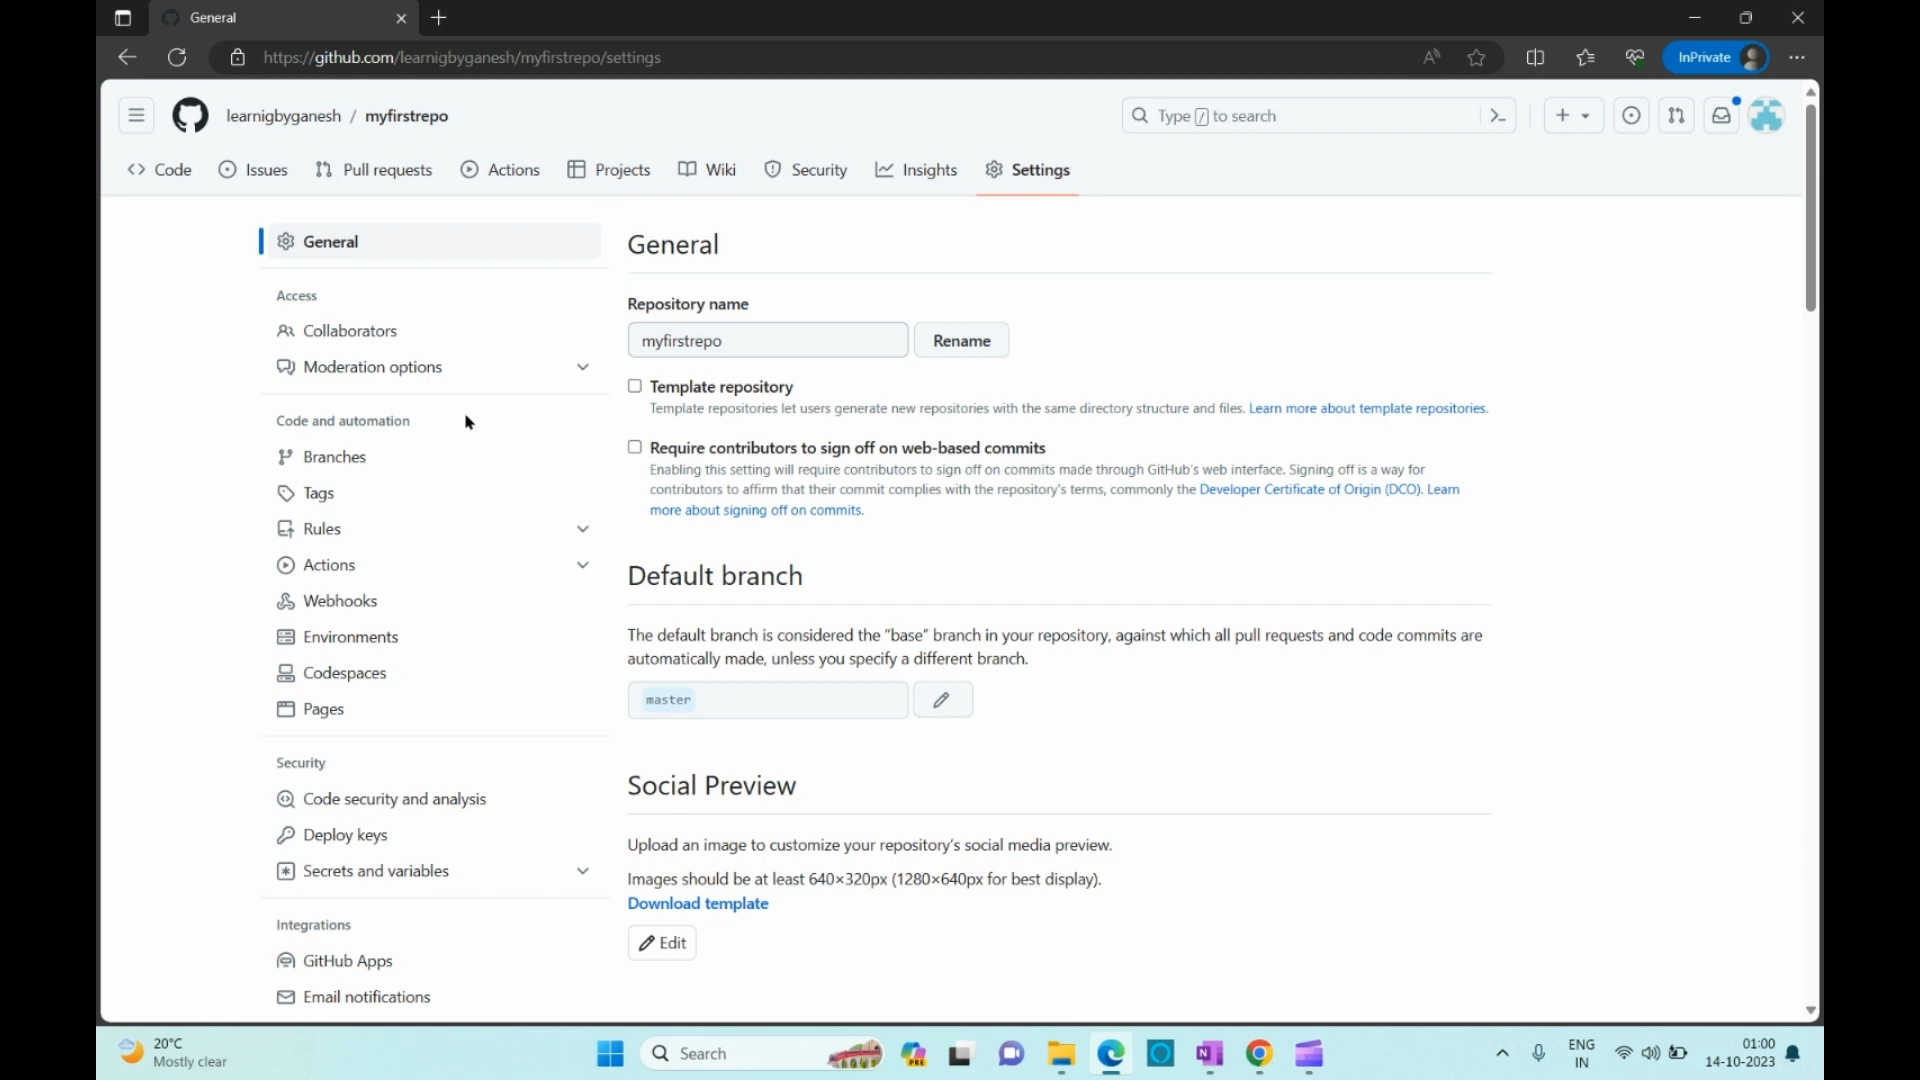 General
https://github.com/learnigbyganesh/myfirstrepo/settings
InPrivate
learnigbyganesh / myfirstrepo
Type / to search
Code Issues Pull requests Actions Projects Wiki Security Insights Settings
General
Access
Collaborators
Moderation options
Code and automation
Branches
Tags
Rules
Actions
Webhooks
Environments
Codespaces
Pages
Security
Code security and analysis
Deploy keys
Secrets and variables
Integrations
GitHub Apps
Email notifications
General
Repository name
myfirstrepo Rename
Template repository
Template repositories let users generate new repositories with the same directory structure and files. Learn more about template repositories.
Require contributors to sign off on web-based commits
Enabling this setting will require contributors to sign off on commits made through GitHub's web interface. Signing off is a way for
contributors to affirm that their commit complies with the repository's terms, commonly the Developer Certificate of Origin (DCO). Learn
more about signing off on commits.
Default branch
The default branch is considered the "base" branch in your repository, against which all pull requests and code commits are
automatically made, unless you specify a different branch.
master
Social Preview
Upload an image to customize your repository's social media preview.
Images should be at least 640×320px (1280×640px for best display).
Download template
Edit
20°C
Mostly clear
Search
PRE
ENG
IN
01:00
14-10-2023